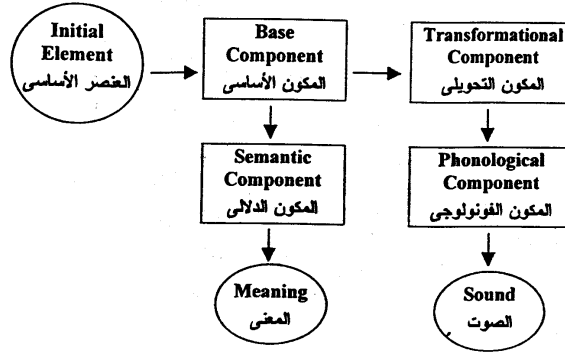 Initial
Element
العنصر الأساسى
Base
Component
المكون الأساسى
Transformational
Component
المكون التحويلى
Semantic
Component
المكون الدلالى
Phonological
Component
المكون الفونولوجى
Meaning
المعنى
Sound
الصوت